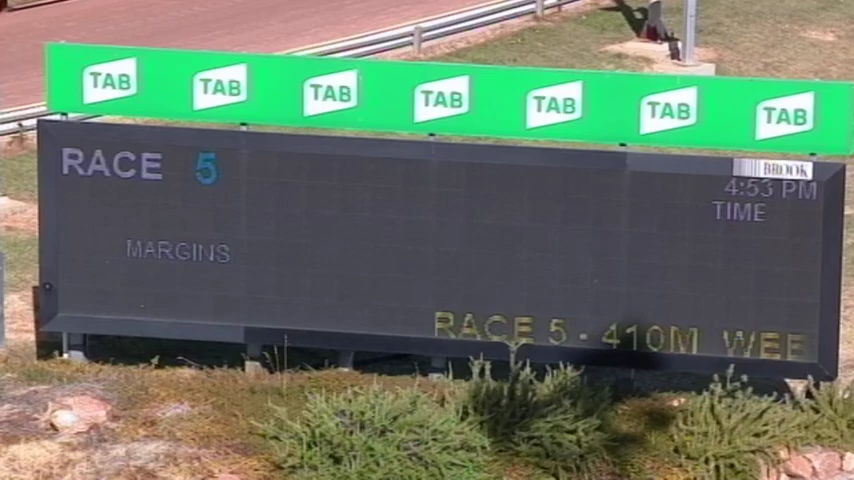 TAB TAB TAB TAB TAB TAB TAB
RACE 5
BROOK
4:53 PM
TIME
MARGINS
RACE 5 - 410M WEE